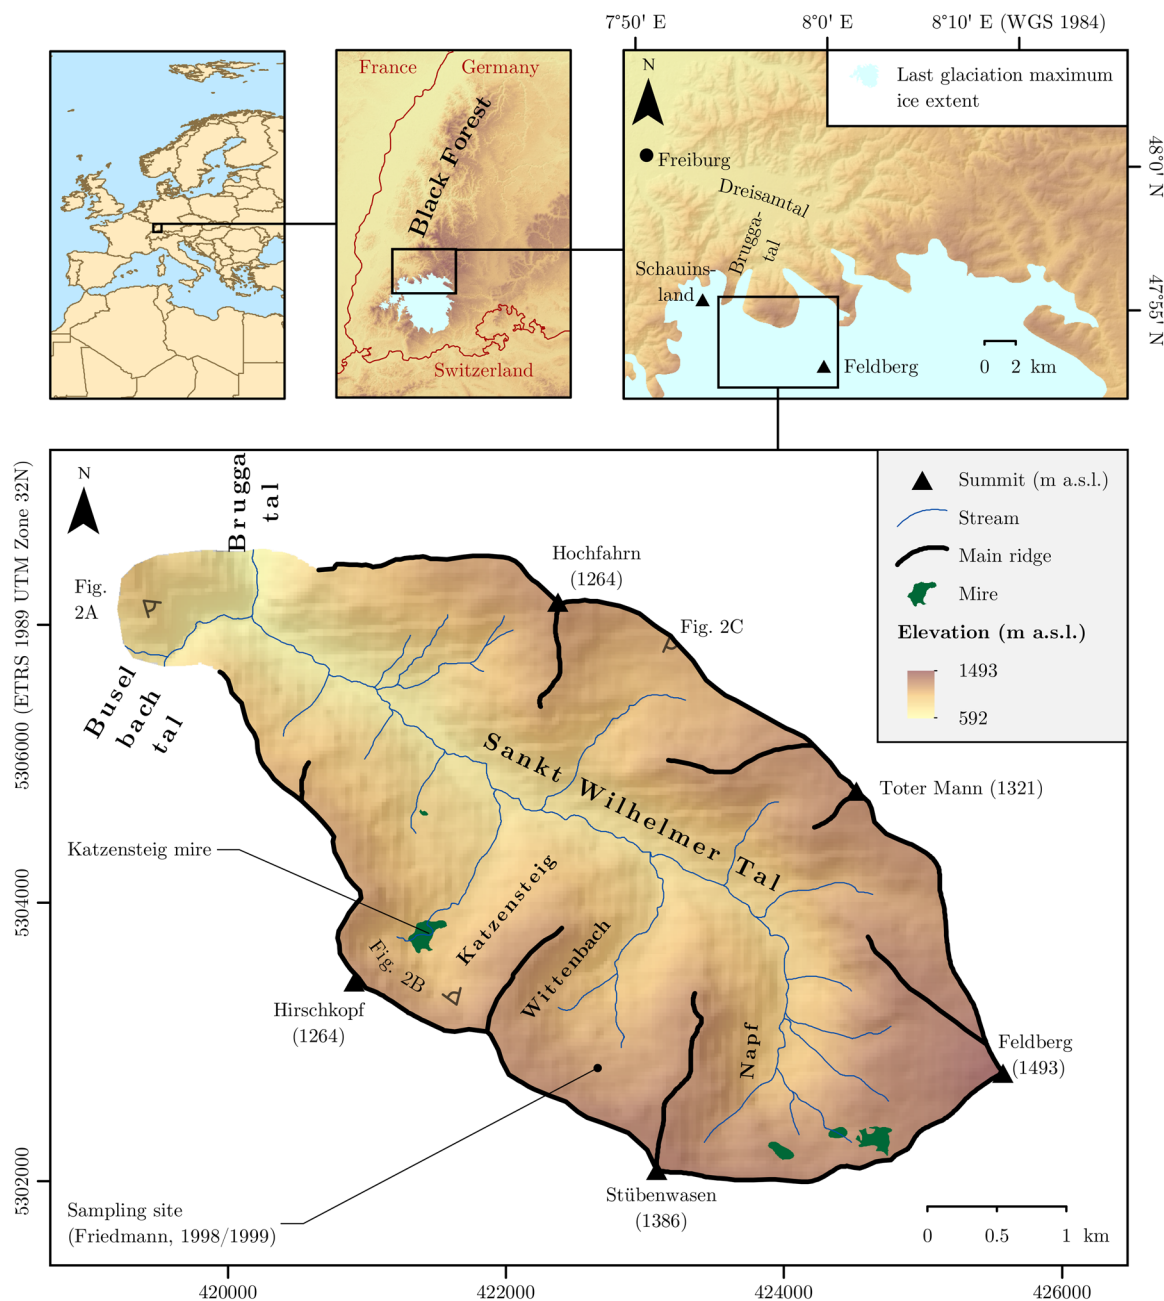 7°50' E
8°0' E
8°10' E (WGS 1984)
France
Germany
Black Forest
Switzerland
N
Last glaciation maximum
ice extent
Freiburg
Dreisamtal
Brugga-
tal
Schauins-
land
Feldberg
0 2 km
48°0' N
47°55' N
N
Brugga
tal
Fig.
2A
Busel
bach
tal
Hochfahrn
(1264)
Fig. 2C
Summit (m a.s.l.)
Stream
Main ridge
Mire
Elevation (m a.s.l.)
1493
592
Sankt Wilhelmer Tal
Toter Mann (1321)
Katzensteig mire
Katzensteig
Wittenbach
Fig. 2B
Hirschkopf
(1264)
Napf
Feldberg
(1493)
Stübenwasen
(1386)
Sampling site
(Friedmann, 1998/1999)
0 0.5 1 km
5306000 (ETRS 1989 UTM Zone 32N)
5304000
5302000
420000
422000
424000
426000